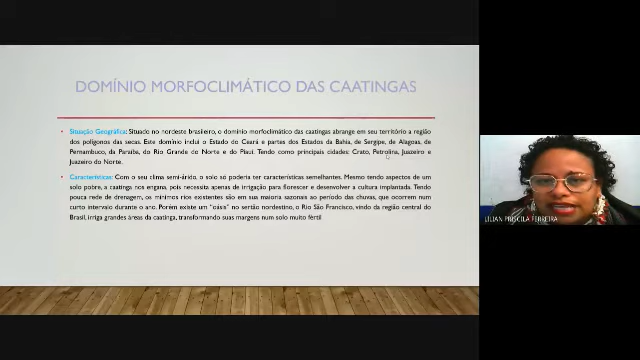 DOMÍNIO MORFOCLIMÁTICO DAS CAATINGAS
• Situação Geográfica: Situado no nordeste brasileiro, o domínio morfoclimático das caatingas abrange em seu território a região
dos polígonos das secas. Este domínio inclui o Estado do Ceará e partes dos Estados da Bahia, de Sergipe, de Alagoas, de
Pernambuco, da Paraíba, do Rio Grande do Norte e do Piauí. Tendo como principais cidades: Crato, Petrolina, Juazeiro e
Juazeiro do Norte.
• Características: Com o seu clima semi-árido, o solo só poderia ter características semelhantes. Mesmo tendo aspectos de um
solo pobre, a caatinga nos engana, pois necessita apenas de irrigação para florescer e desenvolver a cultura implantada. Tendo
pouca rede de drenagem, os mínimos rios existentes são em sua maioria sazonais ao período das chuvas, que ocorrem num
curto intervalo durante o ano. Porém existe um "oásis" no sertão nordestino, o Rio São Francisco, vindo da região central do
Brasil, irriga grandes áreas da caatinga, transformando suas margens num solo muito fértil
LILIAN PRISCILA FERREIRA